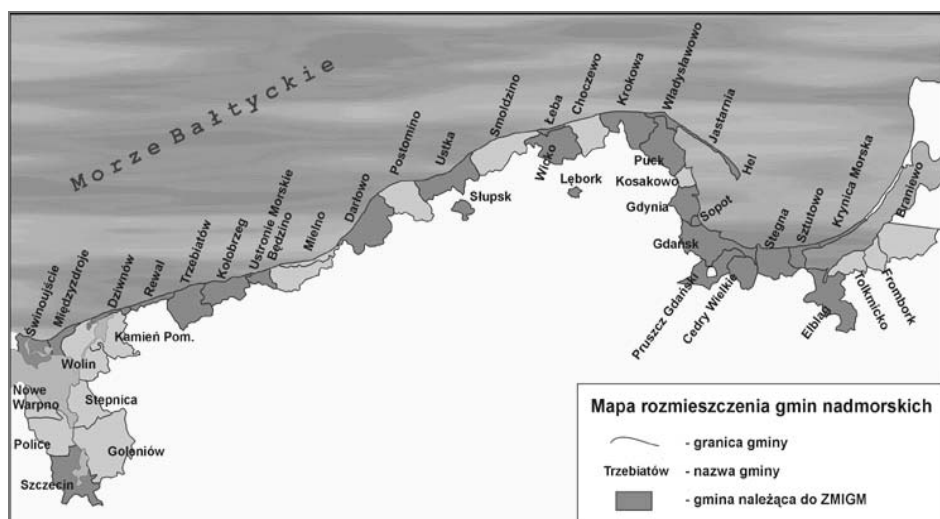 Morze Bałtyckie
Świnoujście
Międzyzdroje
Dziwnów
Rewal
Trzebiatów
Kołobrzeg
Ustronie Morskie
Będzino
Mielno
Darłowo
Postomino
Ustka
Smołdzino
Łeba
Wicko
Choczewo
Krokowa
Władysławowo
Jastarnia
Hel
Puck
Kosakowo
Gdynia
Sopot
Gdańsk
Słupsk
Lębork
Pruszcz Gdański
Cedry Wielkie
Stegna
Sztutowo
Krynica Morska
Braniewo
Elbląg
Tolkmicko
Frombork
Kamień Pom.
Wolin
Nowe
Warpno
Stępnica
Police
Goleniów
Szczecin
Mapa rozmieszczenia gmin nadmorskich
- granica gminy
Trzebiatów - nazwa gminy
- gmina należąca do ZMIGM